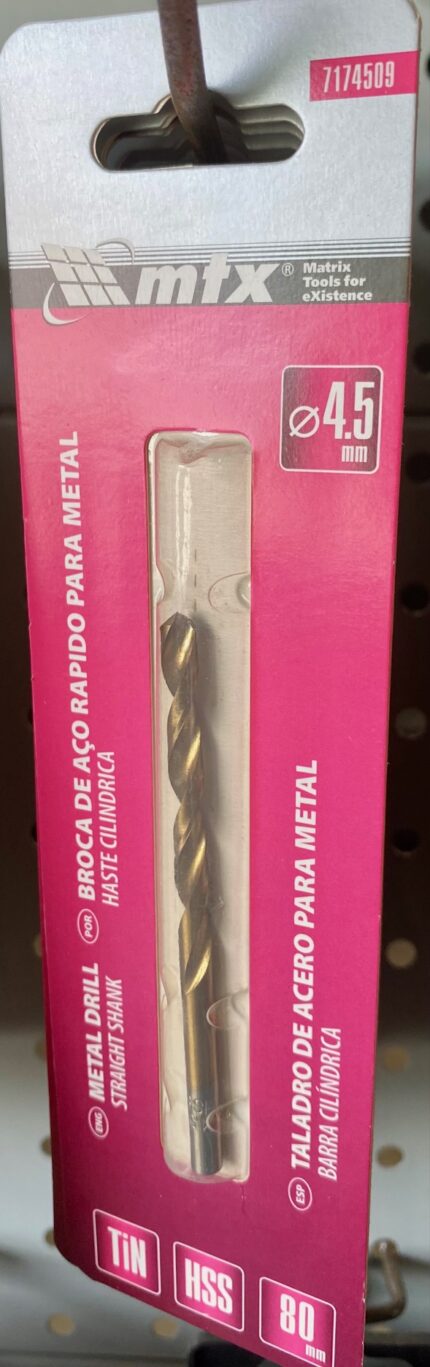 7174509
mtx®
Matrix
Tools for
eXistence
⌀4.5
mm
ENG METAL DRILL
STRAIGHT SHANK
POR BROCA DE AÇO RAPIDO PARA METAL
HASTE CILINDRICA
ESP TALADRO DE ACERO PARA METAL
BARRA CILÍNDRICA
TiN
HSS
80
mm